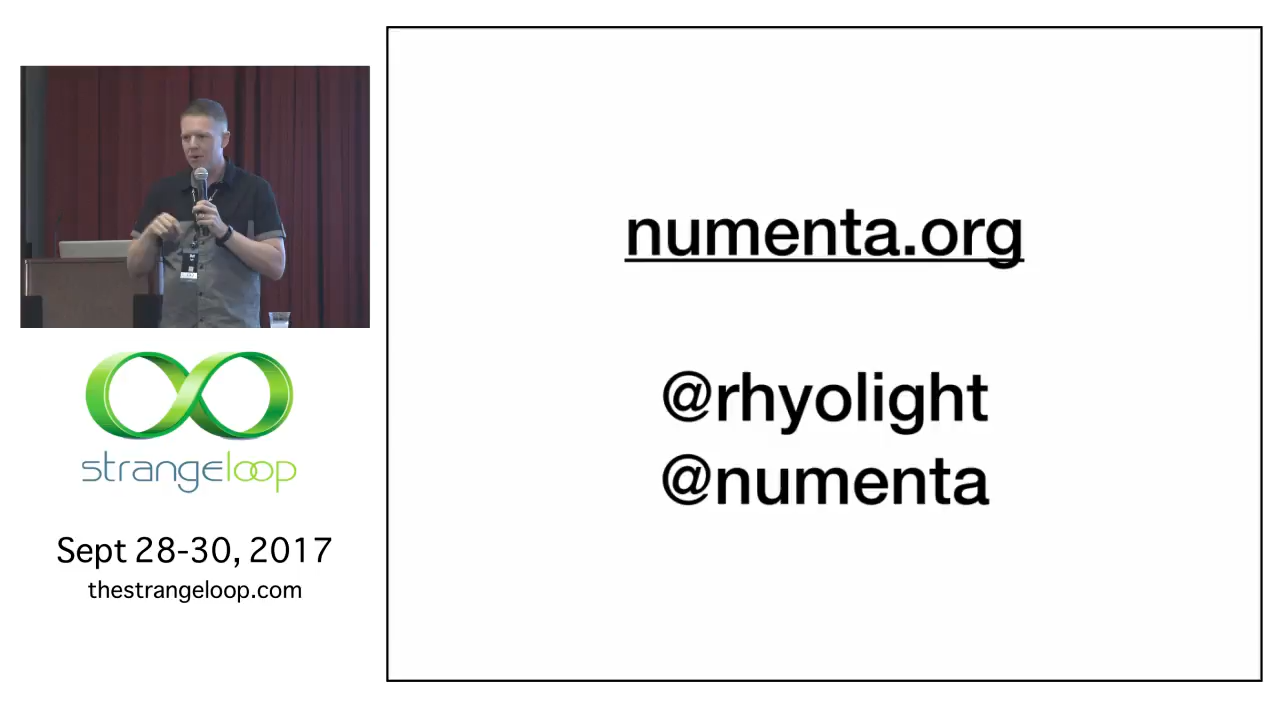 strangeloop
Sept 28-30, 2017
thestrangeloop.com
numenta.org
@rhyolight
@numenta